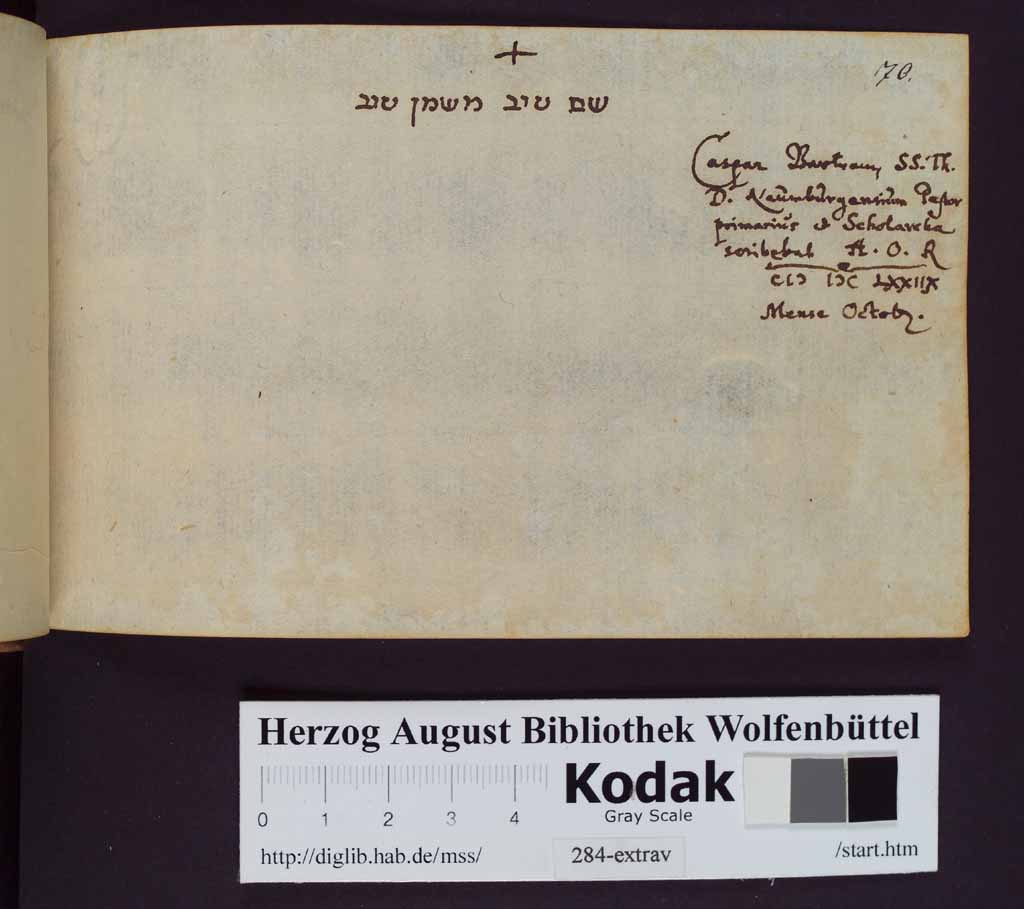 +
70.
שם טוב משמן טוב
Caspar Bertram, SS. Th.
D. Naumburgensium Pastor
primarius & Scholarcha
scribebat A. O. R
CIↃ IↃC LXXIIX
Mense Octobr.
Herzog August Bibliothek Wolfenbüttel
Kodak
Gray Scale
0 1 2 3 4
http://diglib.hab.de/mss/ 284-extrav /start.htm